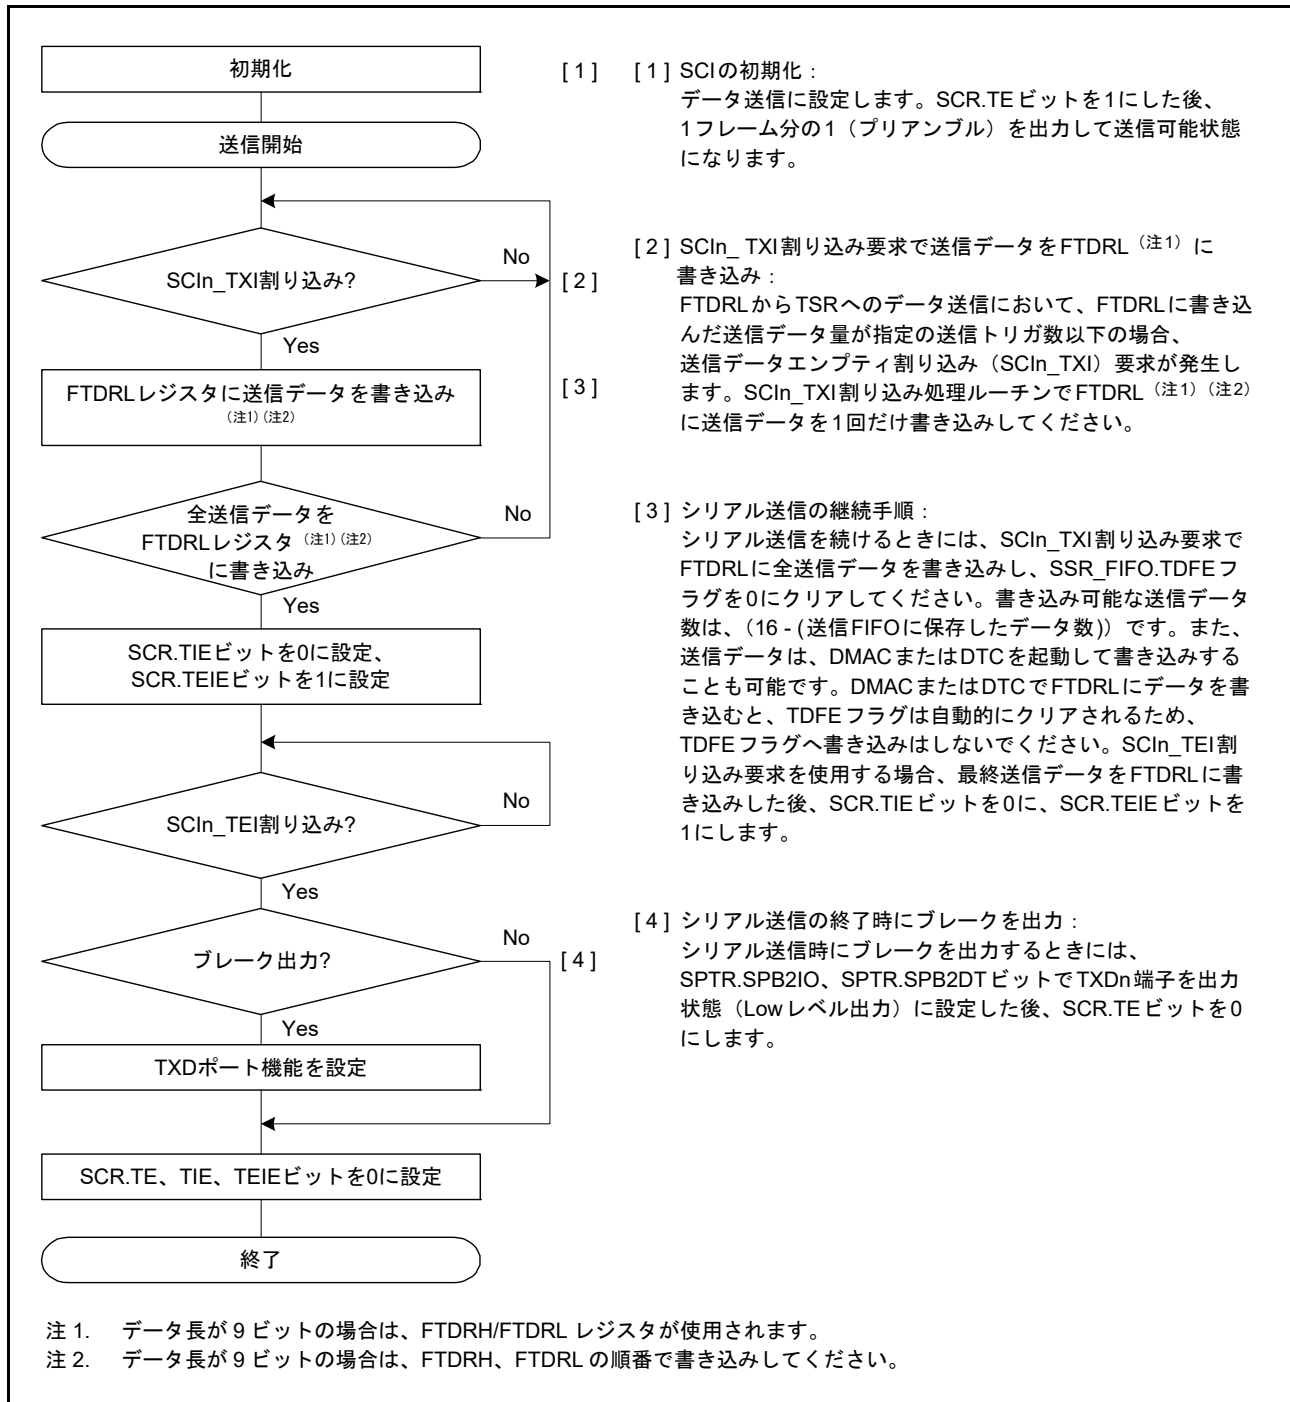 初期化
[ 1 ]
送信開始
SCIn_TXI割り込み?
No
[ 2 ]
Yes
FTDRLレジスタに送信データを書き込み
（注1）（注2）
[ 3 ]
全送信データを
FTDRLレジスタ（注1）（注2）
に書き込み
No
Yes
SCR.TIEビットを0に設定、
SCR.TEIEビットを1に設定
SCIn_TEI割り込み?
No
Yes
ブレーク出力?
No
[ 4 ]
Yes
TXDポート機能を設定
SCR.TE、TIE、TEIEビットを0に設定
終了
[ 1 ] SCIの初期化：
データ送信に設定します。SCR.TEビットを1にした後、
1フレーム分の1（プリアンブル）を出力して送信可能状態
になります。
[ 2 ] SCIn_ TXI割り込み要求で送信データをFTDRL（注1）に
書き込み：
FTDRLからTSRへのデータ送信において、FTDRLに書き込
んだ送信データ量が指定の送信トリガ数以下の場合、
送信データエンプティ割り込み（SCIn_TXI）要求が発生し
ます。SCIn_TXI割り込み処理ルーチンでFTDRL（注1）（注2）
に送信データを1回だけ書き込みしてください。
[ 3 ] シリアル送信の継続手順：
シリアル送信を続けるときには、SCIn_TXI割り込み要求で
FTDRLに全送信データを書き込みし、SSR_FIFO.TDFEフ
ラグを0にクリアしてください。書き込み可能な送信データ
数は、（16 - (送信FIFOに保存したデータ数)）です。また、
送信データは、DMACまたはDTCを起動して書き込みする
ことも可能です。DMACまたはDTCでFTDRLにデータを書
き込むと、TDFEフラグは自動的にクリアされるため、
TDFEフラグへ書き込みはしないでください。SCIn_TEI割
り込み要求を使用する場合、最終送信データをFTDRLに書
き込みした後、SCR.TIEビットを0に、SCR.TEIEビットを
1にします。
[ 4 ] シリアル送信の終了時にブレークを出力：
シリアル送信時にブレークを出力するときには、
SPTR.SPB2IO、SPTR.SPB2DTビットでTXDn端子を出力
状態（Lowレベル出力）に設定した後、SCR.TEビットを0
にします。
注 1. データ長が 9 ビットの場合は、FTDRH/FTDRL レジスタが使用されます。
注 2. データ長が 9 ビットの場合は、FTDRH、FTDRL の順番で書き込みしてください。